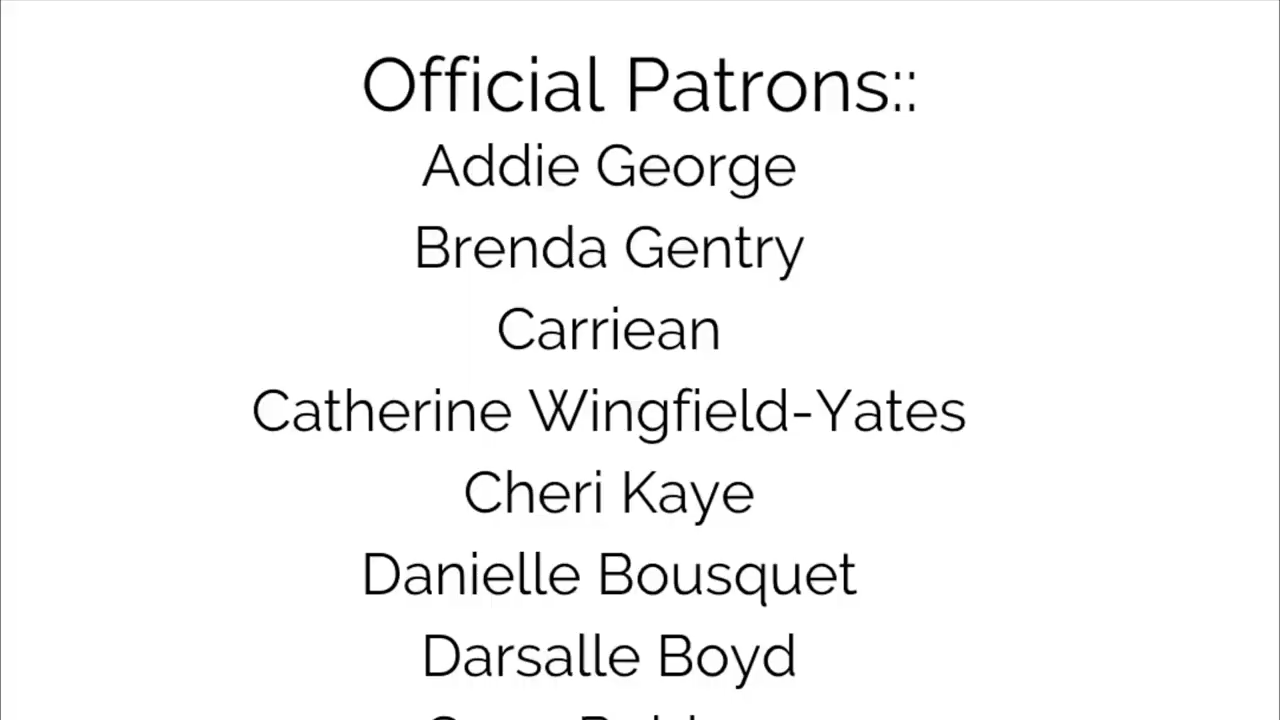 Official Patrons::
Addie George
Brenda Gentry
Carriean
Catherine Wingfield-Yates
Cheri Kaye
Danielle Bousquet
Darsalle Boyd